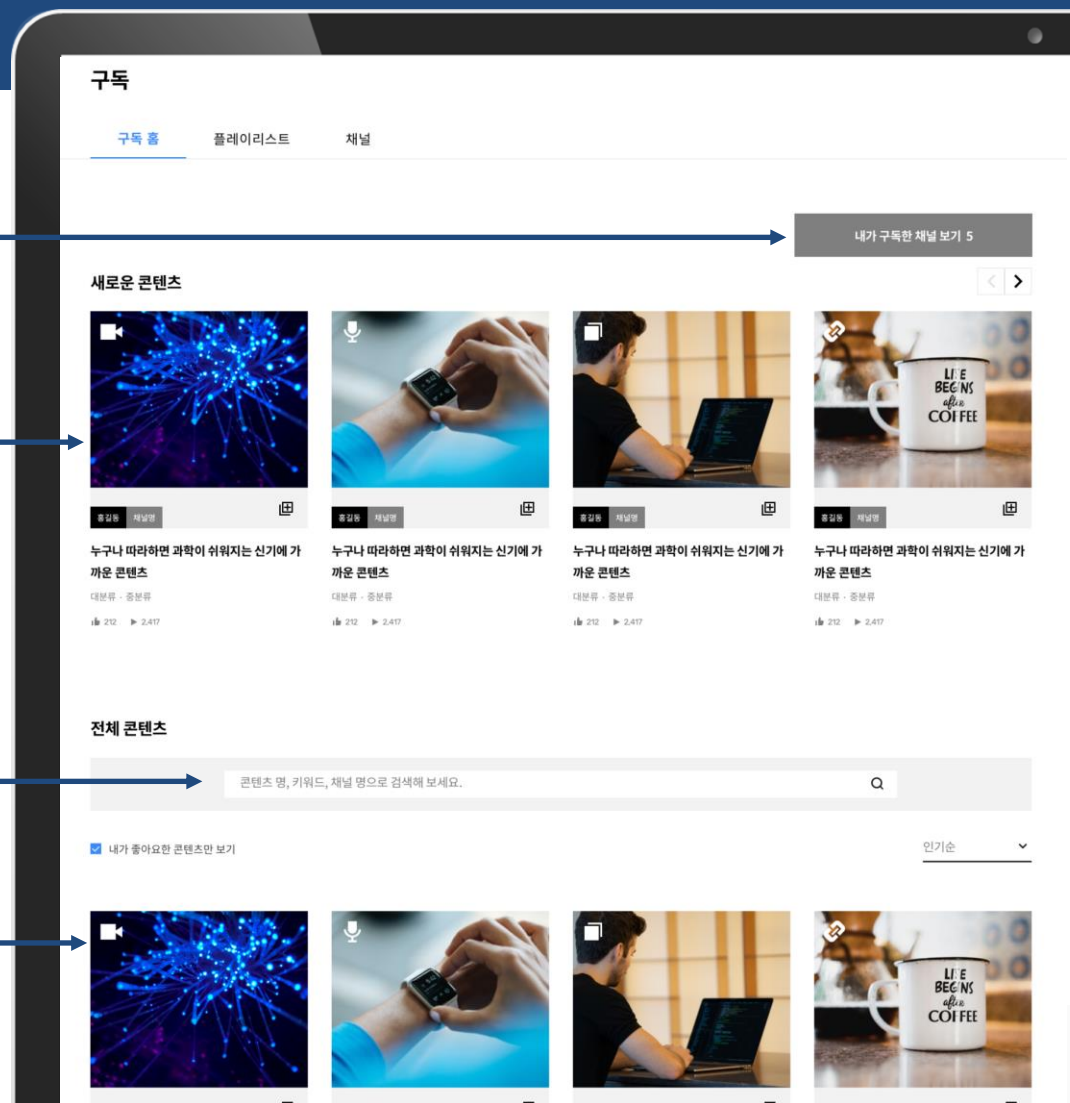 구독
구독 홈 플레이리스트 채널
내가 구독한 채널 보기 5
새로운 콘텐츠
LIFE BEGINS after COFFEE
홍길동 채널명 홍길동 채널명 홍길동 채널명 홍길동 채널명
누구나 따라하면 과학이 쉬워지는 신기에 가 누구나 따라하면 과학이 쉬워지는 신기에 가 누구나 따라하면 과학이 쉬워지는 신기에 가 누구나 따라하면 과학이 쉬워지는 신기에 가
까운 콘텐츠 까운 콘텐츠 까운 콘텐츠 까운 콘텐츠
대분류 · 중분류 대분류 · 중분류 대분류 · 중분류 대분류 · 중분류
212 2,417 212 2,417 212 2,417 212 2,417
전체 콘텐츠
콘텐츠 명, 키워드, 채널 명으로 검색해 보세요.
내가 좋아요한 콘텐츠만 보기 인기순
LIFE BEGINS after COFFEE